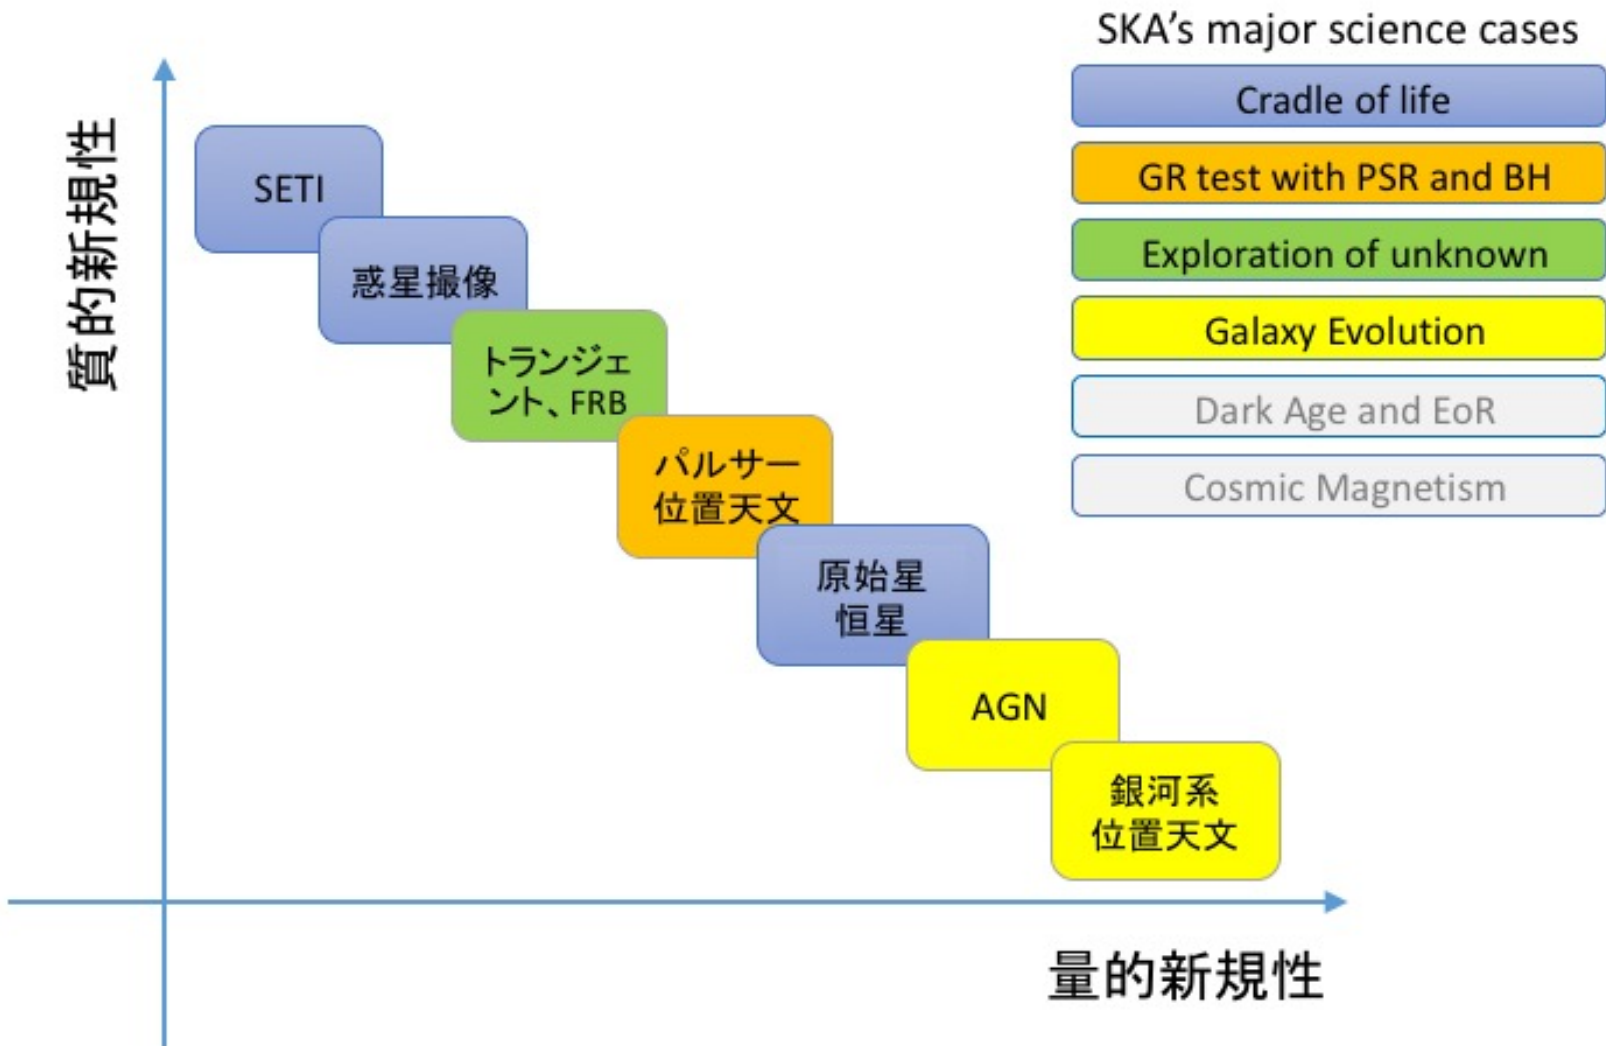 SKA's major science cases
Cradle of life
GR test with PSR and BH
Exploration of unknown
Galaxy Evolution
Dark Age and EoR
Cosmic Magnetism
質的新規性
SETI
惑星撮像
トランジェ
ント、FRB
パルサー
位置天文
原始星
恒星
AGN
銀河系
位置天文
量的新規性